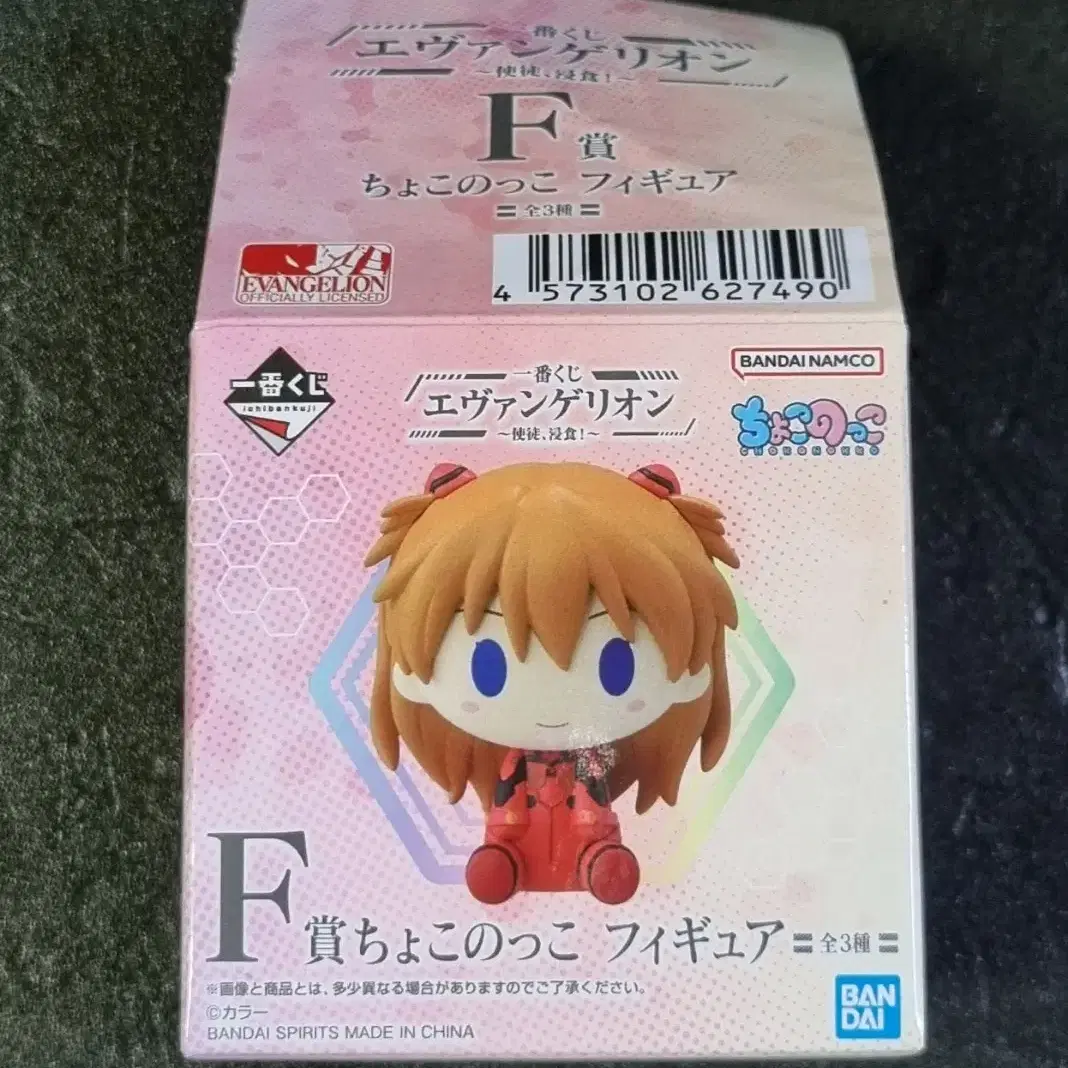 一番くじ
エヴァンゲリオン
～使徒、浸食！～
F賞
ちょこのっこ フィギュア
全3種
EVANGELION
OFFICIALLY LICENSED
4 573102 627490
一番くじ
ichibankuji
一番くじ
エヴァンゲリオン
～使徒、浸食！～
BANDAI NAMCO
ちょこのっこ
CHOKONOKKO
F賞ちょこのっこ フィギュア 全3種
※画像と商品とは、多少異なる場合がありますのでご了承ください。
©カラー
BANDAI SPIRITS MADE IN CHINA
BAN
DAI